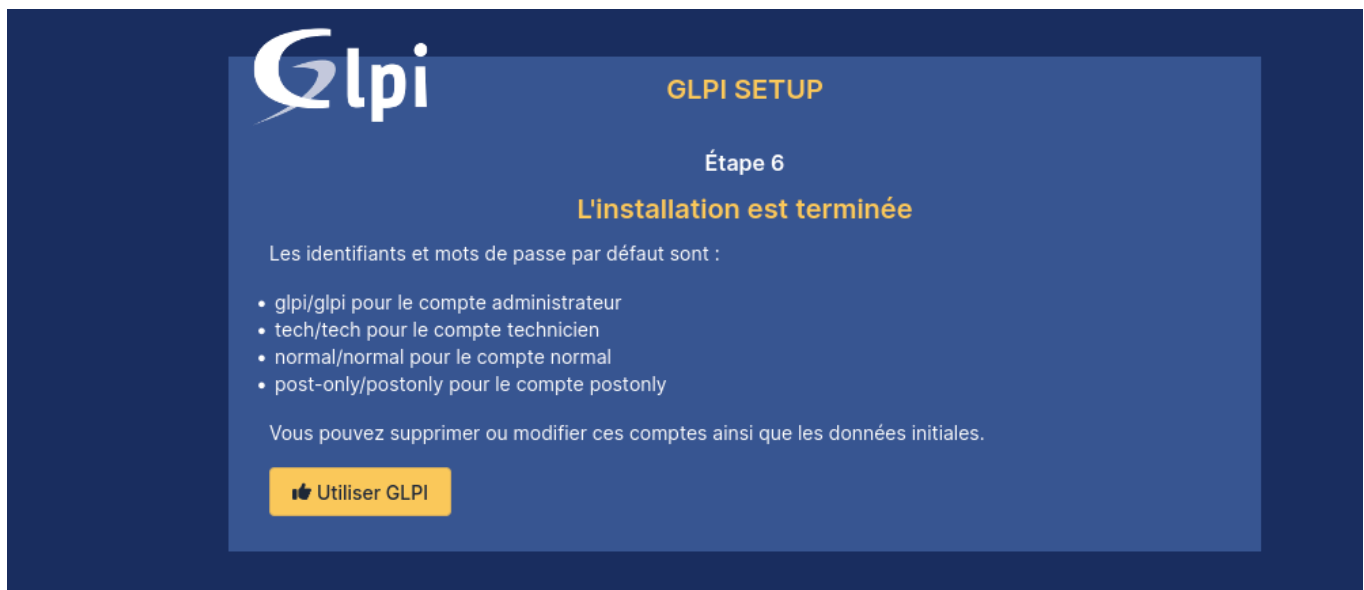 Glpi
GLPI SETUP
Étape 6
L'installation est terminée
Les identifiants et mots de passe par défaut sont :
• glpi/glpi pour le compte administrateur
• tech/tech pour le compte technicien
• normal/normal pour le compte normal
• post-only/postonly pour le compte postonly
Vous pouvez supprimer ou modifier ces comptes ainsi que les données initiales.
Utiliser GLPI